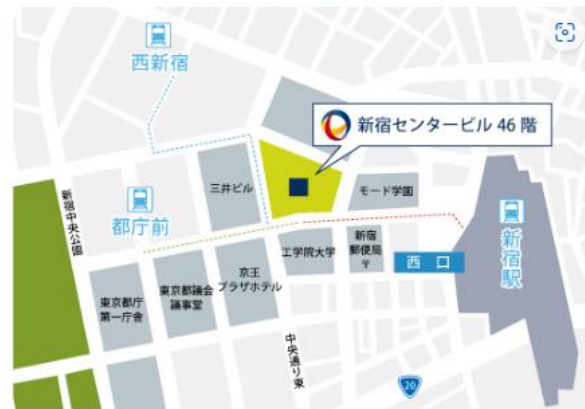 西新宿
新宿センタービル 46 階
三井ビル
モード学園
新宿中央公園
都庁前
新宿駅
工学院大学
新宿
郵便局
〒
西 口
京王
プラザホテル
東京都議会
議事堂
東京都庁
第一庁舎
中央通り東
20